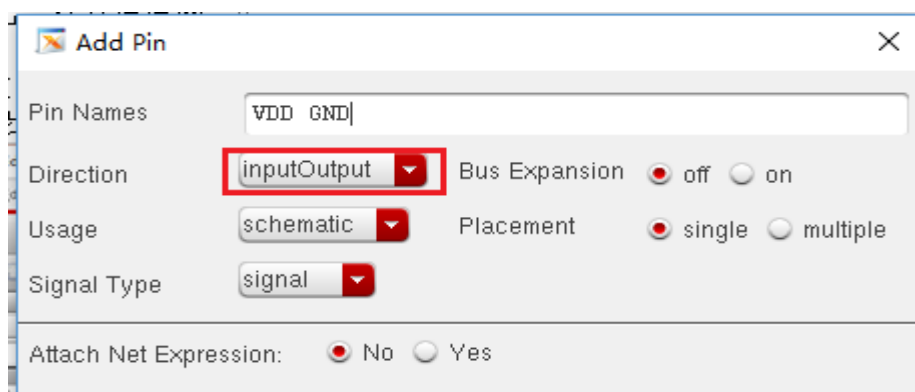 Add Pin
Pin Names VDD GND
Direction inputOutput Bus Expansion off on
Usage schematic Placement single multiple
Signal Type signal
Attach Net Expression: No Yes